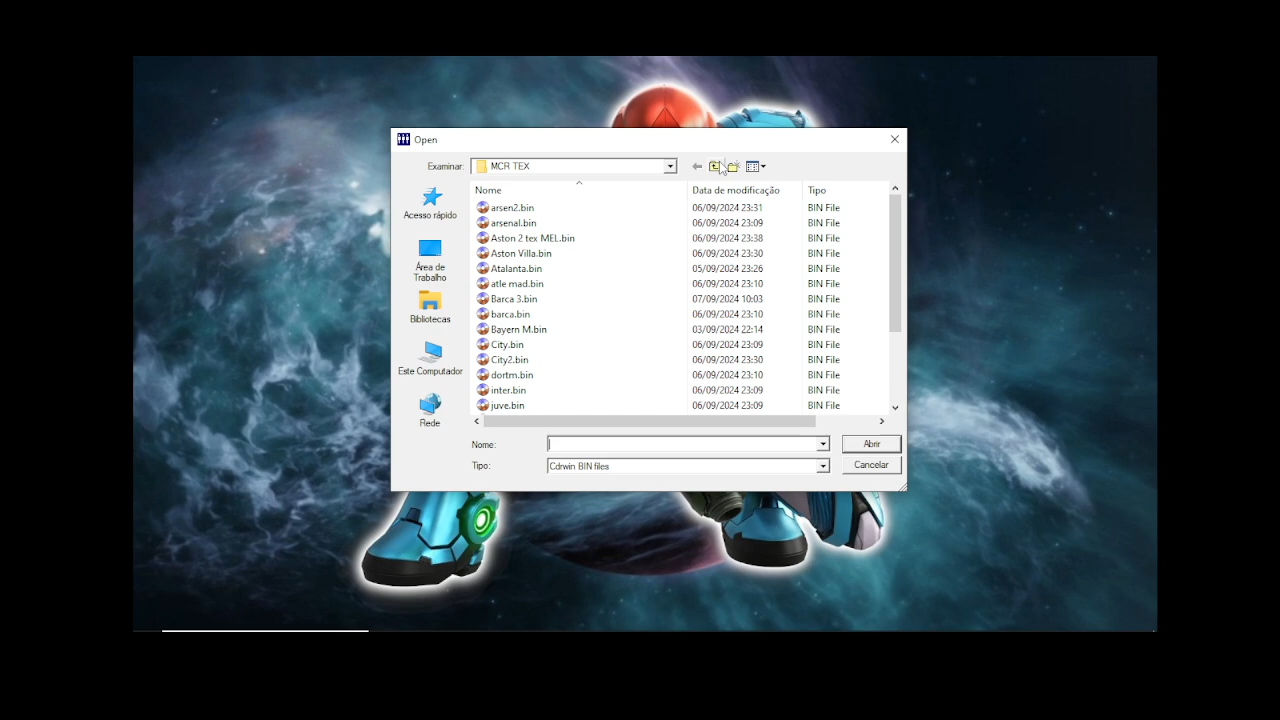 Open
Examinar: MCR TEX
Nome Data de modificação Tipo
arsen2.bin 06/09/2024 23:31 BIN File
arsenal.bin 06/09/2024 23:09 BIN File
Aston 2 tex MEL.bin 06/09/2024 23:38 BIN File
Aston Villa.bin 06/09/2024 23:30 BIN File
Atalanta.bin 05/09/2024 23:26 BIN File
atle mad.bin 06/09/2024 23:10 BIN File
Barca 3.bin 07/09/2024 10:03 BIN File
barca.bin 06/09/2024 23:10 BIN File
Bayern M.bin 03/09/2024 22:14 BIN File
City.bin 06/09/2024 23:09 BIN File
City2.bin 06/09/2024 23:30 BIN File
dortm.bin 06/09/2024 23:10 BIN File
inter.bin 06/09/2024 23:09 BIN File
juve.bin 06/09/2024 23:09 BIN File
Acesso rápido
Área de
Trabalho
Bibliotecas
Este Computador
Rede
Nome: Abrir
Tipo: Cdrwin BIN files Cancelar